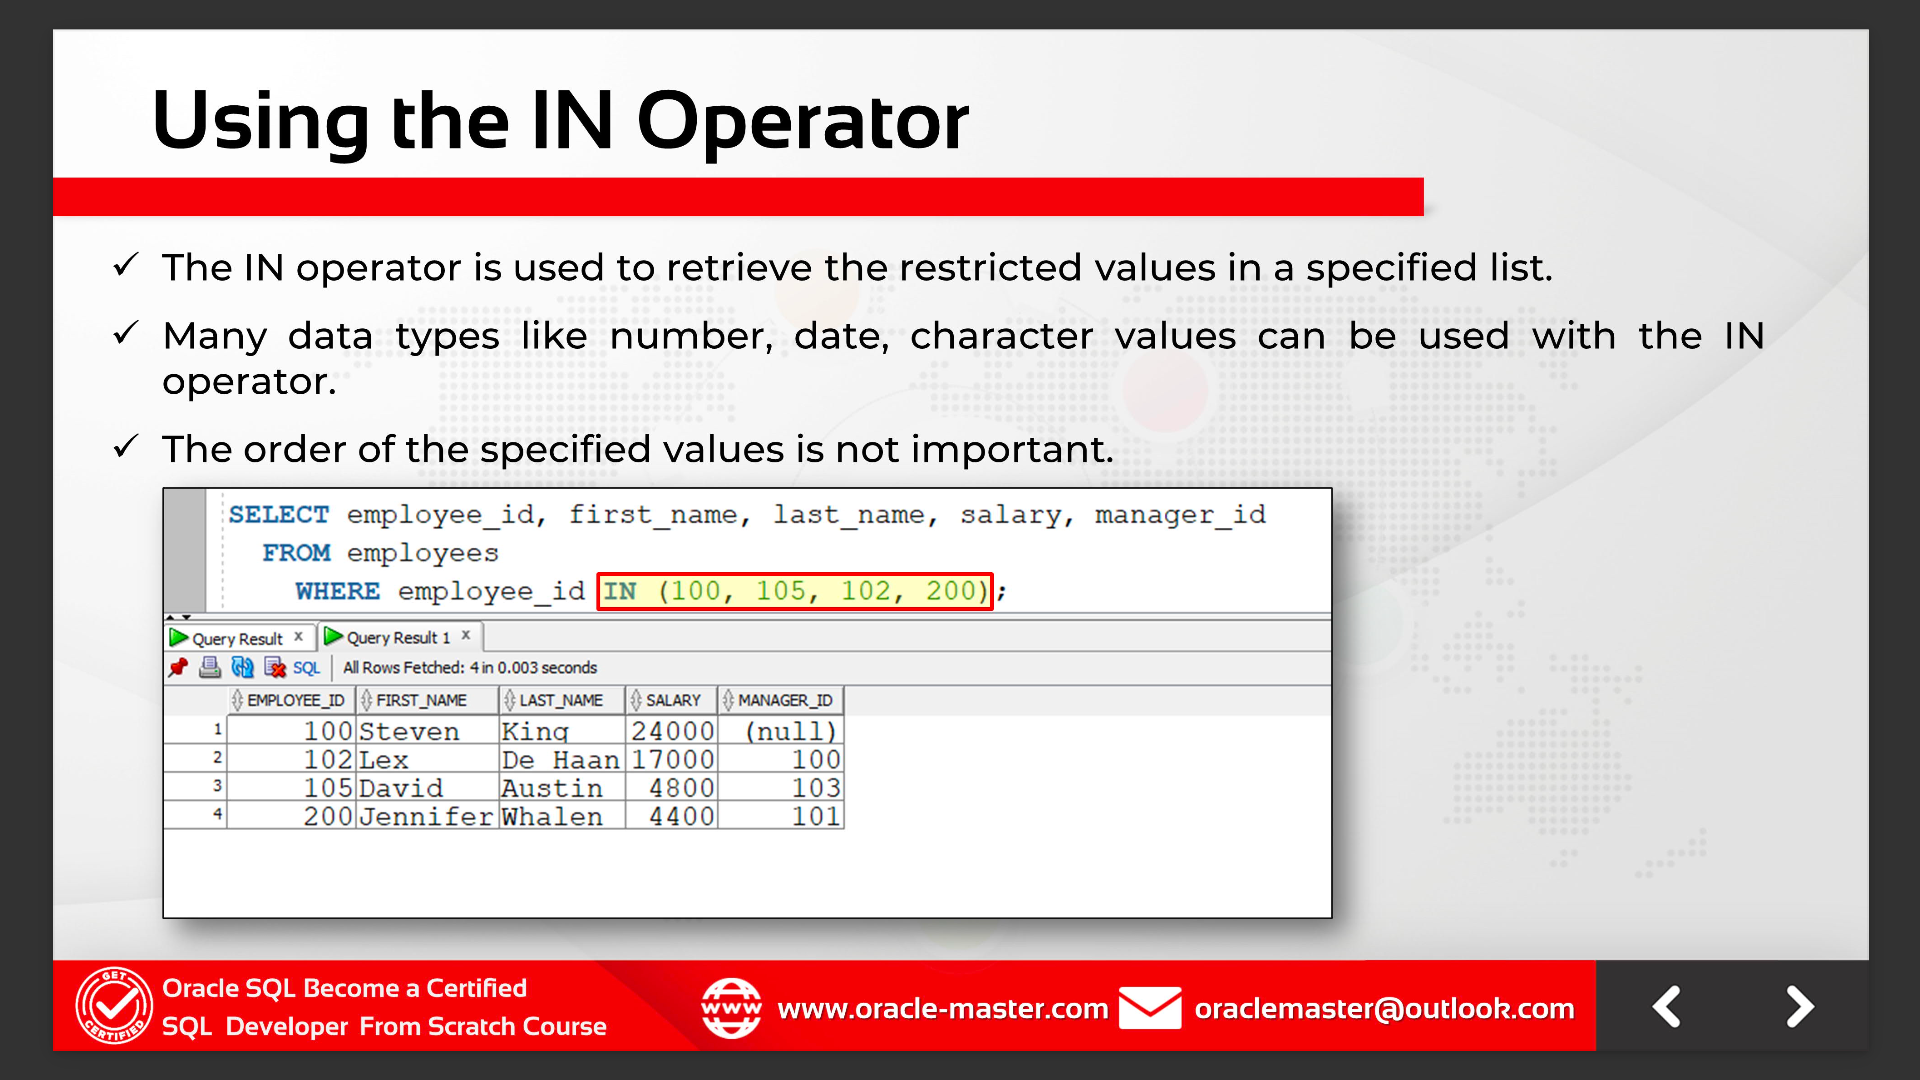 Using the IN Operator
✓ The IN operator is used to retrieve the restricted values in a specified list.
✓ Many data types like number, date, character values can be used with the IN
operator.
✓ The order of the specified values is not important.
SELECT employee_id, first_name, last_name, salary, manager_id
FROM employees
WHERE employee_id IN (100, 105, 102, 200);
Query Result x Query Result 1 x
SQL All Rows Fetched: 4 in 0.003 seconds
EMPLOYEE_ID FIRST_NAME LAST_NAME SALARY MANAGER_ID
1 100 Steven King 24000 (null)
2 102 Lex De Haan 17000 100
3 105 David Austin 4800 103
4 200 Jennifer Whalen 4400 101
GET
CERTIFIED
Oracle SQL Become a Certified
SQL Developer From Scratch Course
www
www.oracle-master.com
oraclemaster@outlook.com